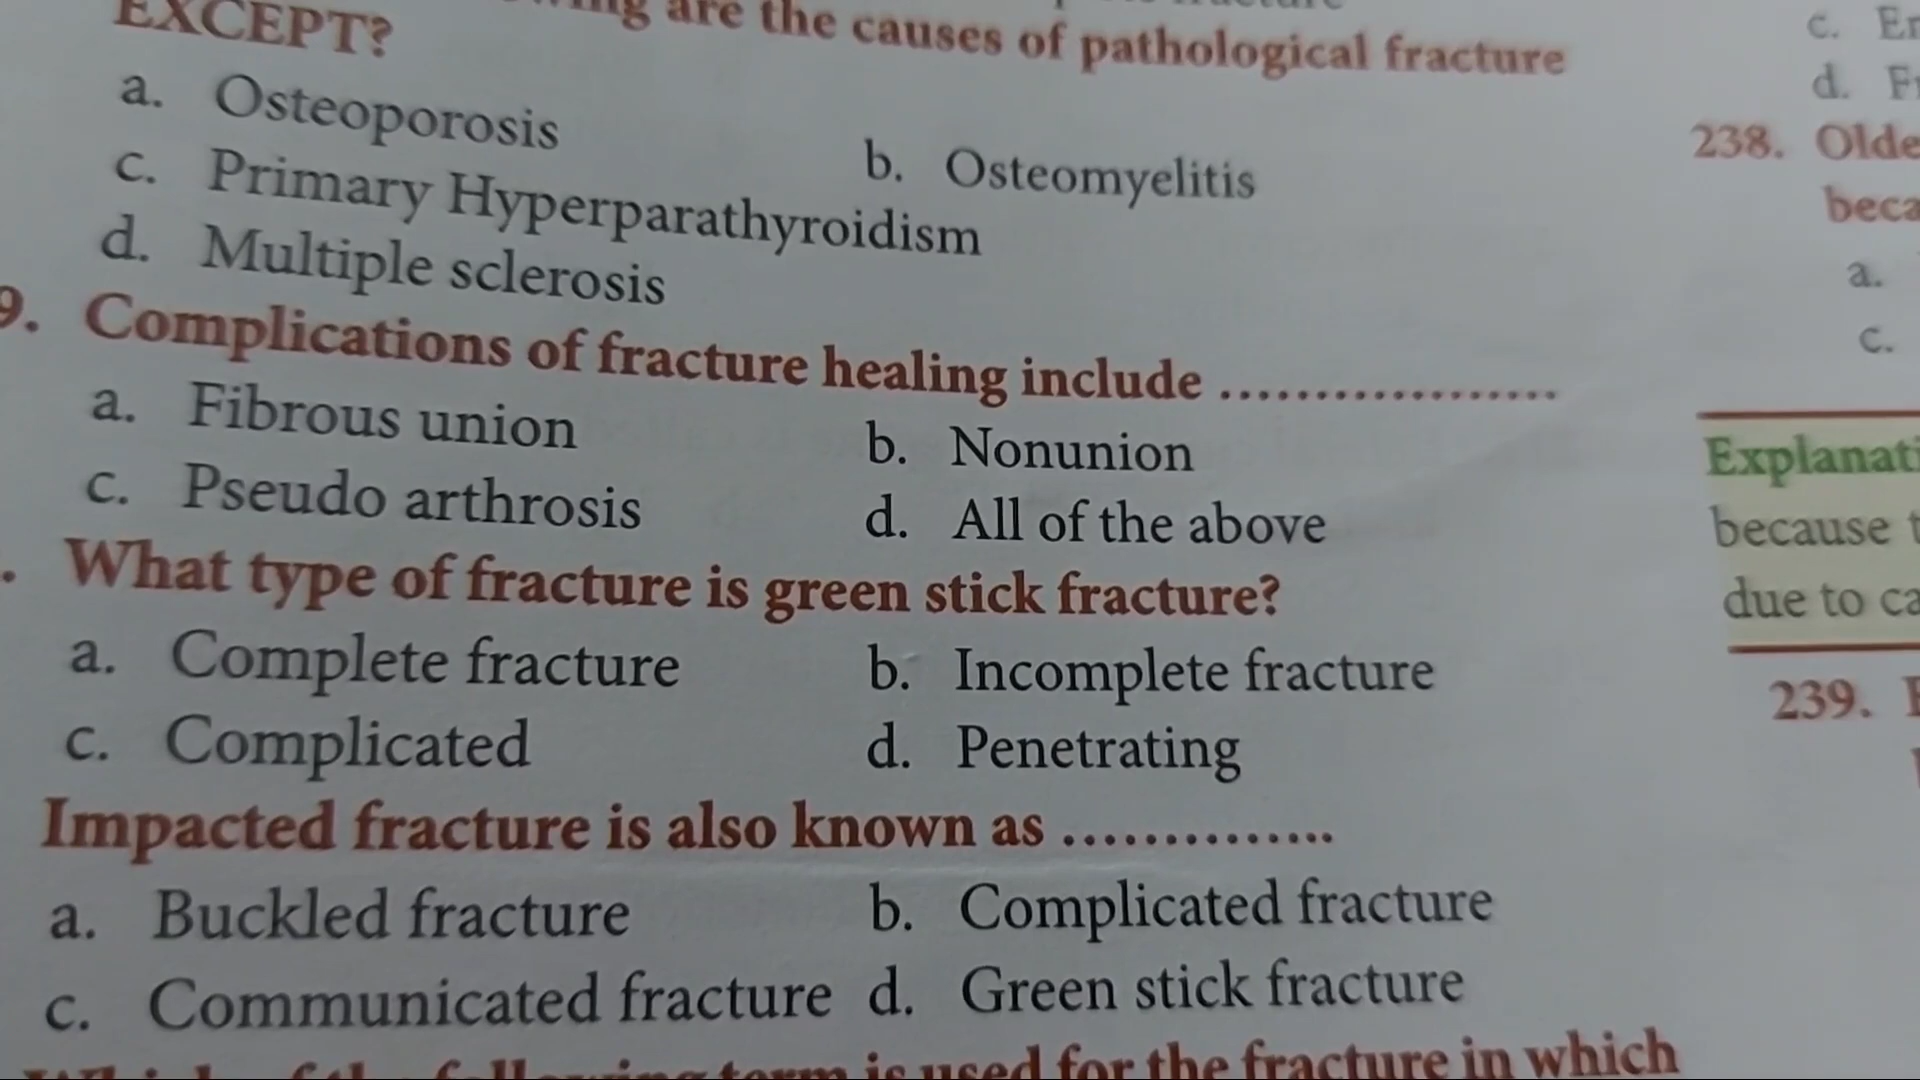 are the causes of pathological fracture
EXCEPT?
a. Osteoporosis
b. Osteomyelitis
c. Primary Hyperparathyroidism
d. Multiple sclerosis
9. Complications of fracture healing include ..................
a. Fibrous union
b. Nonunion
c. Pseudo arthrosis
d. All of the above
. What type of fracture is green stick fracture?
a. Complete fracture
b. Incomplete fracture
c. Complicated
d. Penetrating
Impacted fracture is also known as ..............
a. Buckled fracture
b. Complicated fracture
c. Communicated fracture
d. Green stick fracture
term is used for the fracture in which
c.
d.
238. Olde
beca
a.
c.
Explanati
because
due to ca
239.